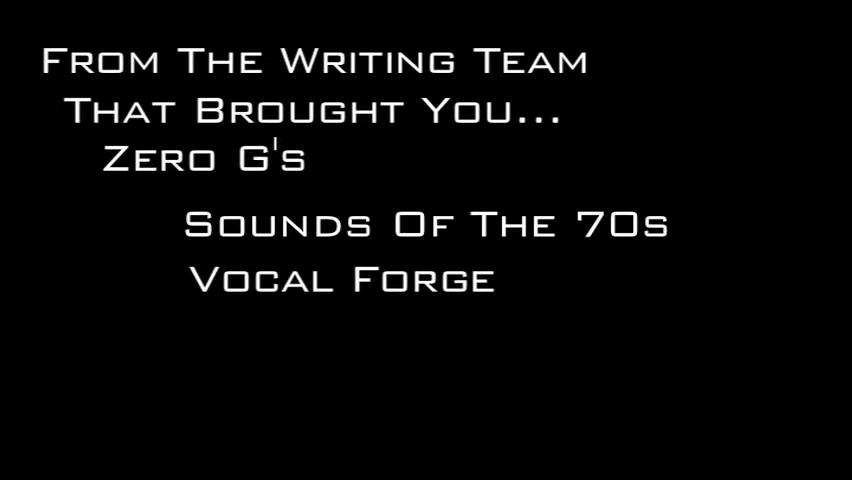 From The Writing Team
That Brought You...
Zero G's
Sounds Of The 70s
Vocal Forge